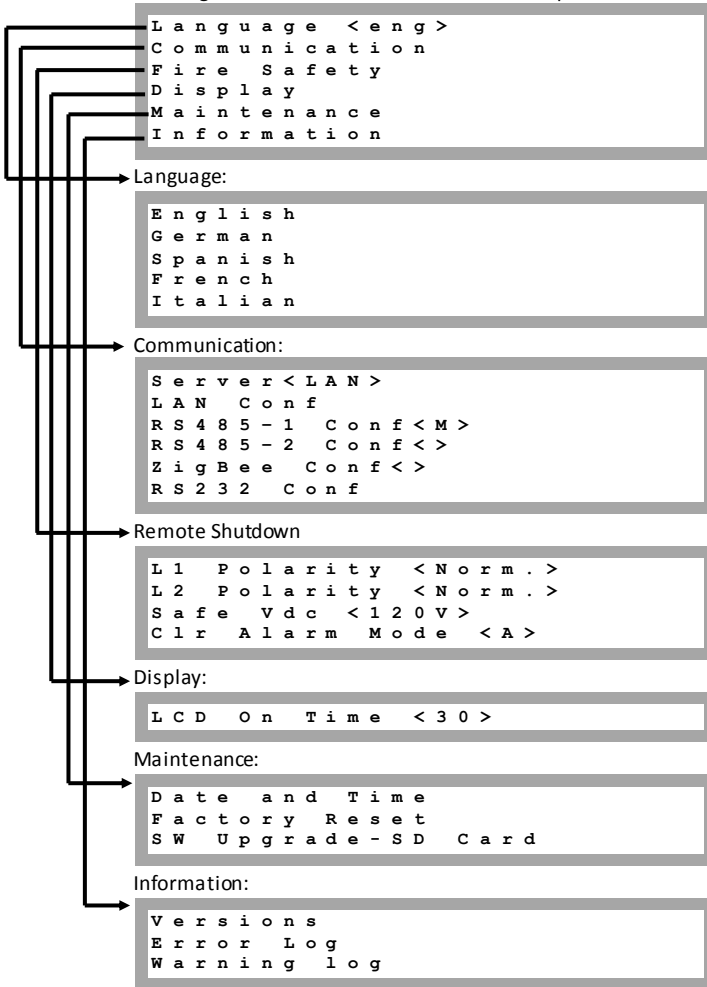 Language <eng>
Communication
Fire Safety
Display
Maintenance
Information
Language:
English
German
Spanish
French
Italian
Communication:
Server<LAN>
LAN Conf
RS485-1 Conf<M>
RS485-2 Conf<>
ZigBee Conf<>
RS232 Conf
Remote Shutdown
L1 Polarity <Norm.>
L2 Polarity <Norm.>
Safe Vdc <120V>
Clr Alarm Mode <A>
Display:
LCD On Time <30>
Maintenance:
Date and Time
Factory Reset
SW Upgrade-SD Card
Information:
Versions
Error Log
Warning log